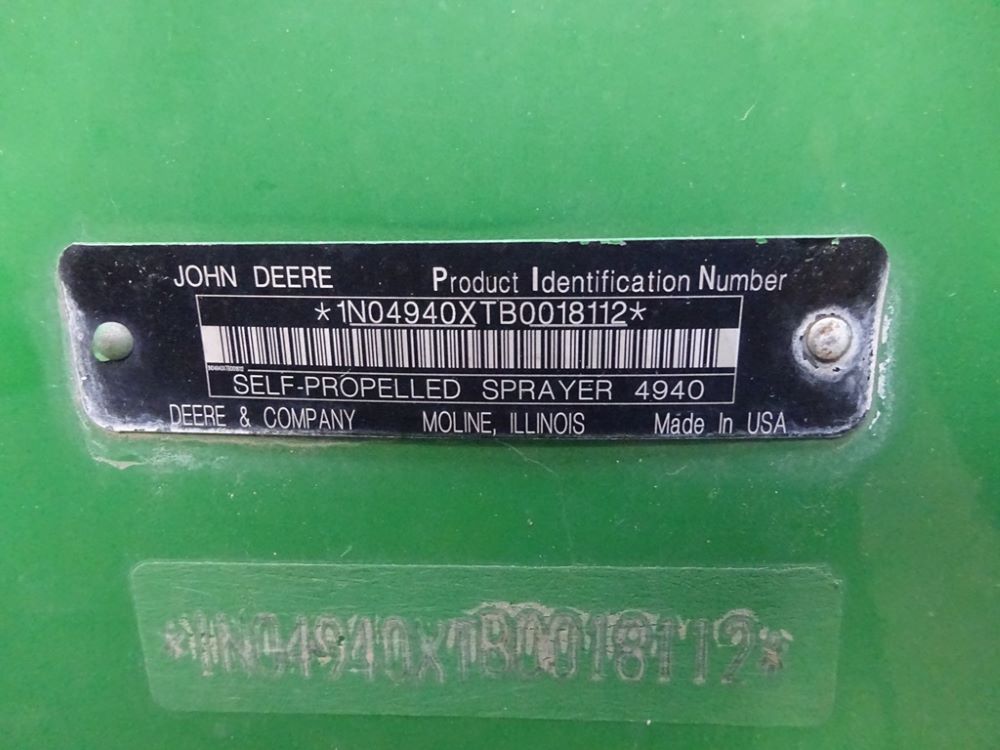 JOHN DEERE Product Identification Number
*1N04940XTB0018112*
SELF-PROPELLED SPRAYER 4940
DEERE & COMPANY MOLINE, ILLINOIS Made In USA
*1N04940XTB0018112*